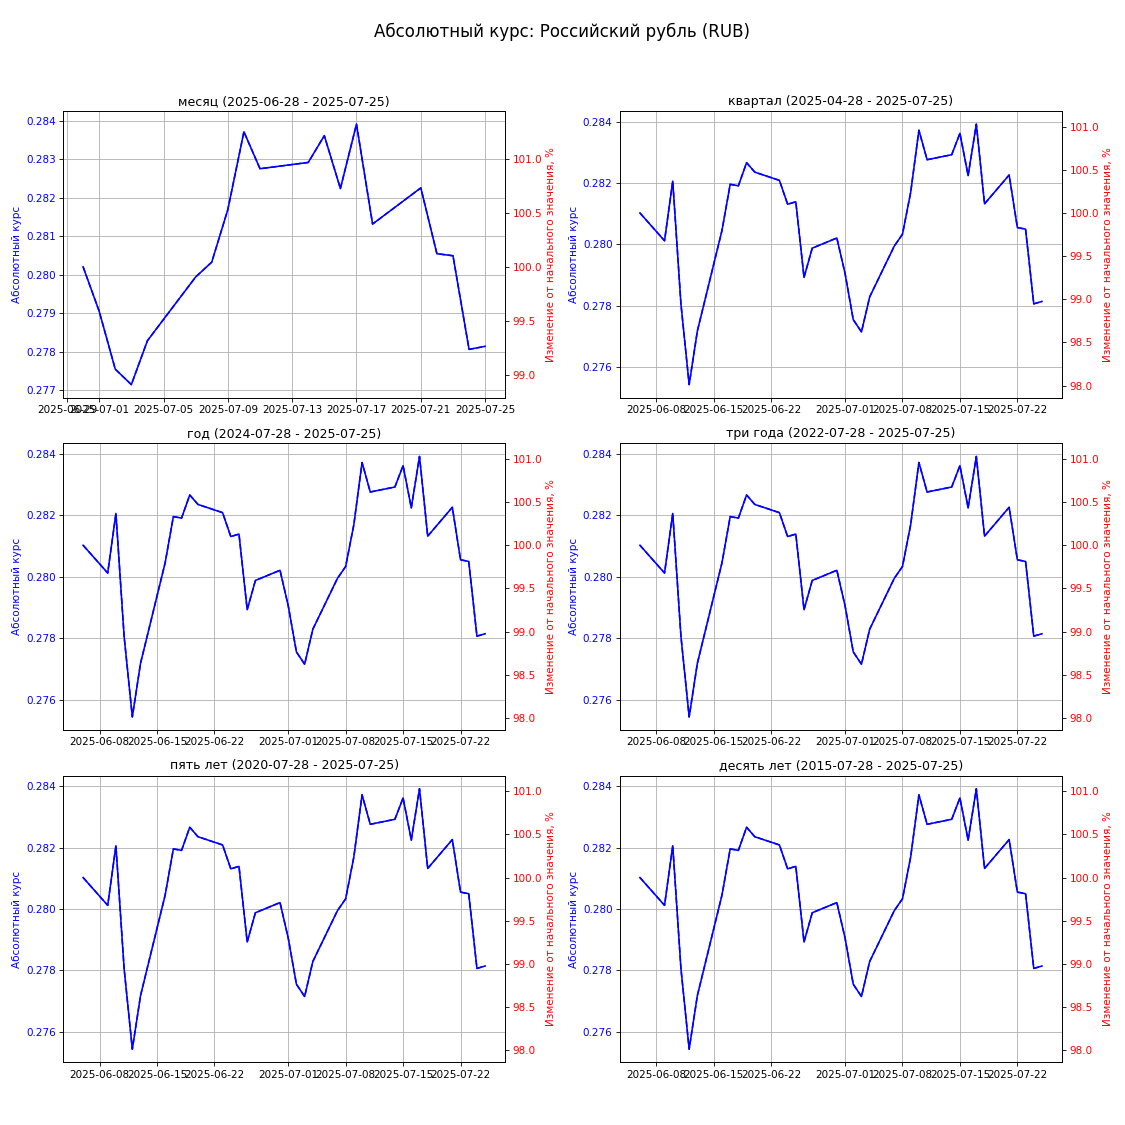 Абсолютный курс: Российский рубль (RUB)
месяц (2025-06-28 - 2025-07-25)
Абсолютный курс
0.284
0.283
0.282
0.281
0.280
0.279
0.278
0.277
101.0
100.5
100.0
99.5
99.0
Изменение от начального значения, %
2025-06-29 2025-07-01 2025-07-05 2025-07-09 2025-07-13 2025-07-17 2025-07-21 2025-07-25
квартал (2025-04-28 - 2025-07-25)
Абсолютный курс
0.284
0.282
0.280
0.278
0.276
101.0
100.5
100.0
99.5
99.0
98.5
98.0
Изменение от начального значения, %
2025-06-08 2025-06-15 2025-06-22 2025-07-01 2025-07-08 2025-07-15 2025-07-22
год (2024-07-28 - 2025-07-25)
Абсолютный курс
0.284
0.282
0.280
0.278
0.276
101.0
100.5
100.0
99.5
99.0
98.5
98.0
Изменение от начального значения, %
2025-06-08 2025-06-15 2025-06-22 2025-07-01 2025-07-08 2025-07-15 2025-07-22
три года (2022-07-28 - 2025-07-25)
Абсолютный курс
0.284
0.282
0.280
0.278
0.276
101.0
100.5
100.0
99.5
99.0
98.5
98.0
Изменение от начального значения, %
2025-06-08 2025-06-15 2025-06-22 2025-07-01 2025-07-08 2025-07-15 2025-07-22
пять лет (2020-07-28 - 2025-07-25)
Абсолютный курс
0.284
0.282
0.280
0.278
0.276
101.0
100.5
100.0
99.5
99.0
98.5
98.0
Изменение от начального значения, %
2025-06-08 2025-06-15 2025-06-22 2025-07-01 2025-07-08 2025-07-15 2025-07-22
десять лет (2015-07-28 - 2025-07-25)
Абсолютный курс
0.284
0.282
0.280
0.278
0.276
101.0
100.5
100.0
99.5
99.0
98.5
98.0
Изменение от начального значения, %
2025-06-08 2025-06-15 2025-06-22 2025-07-01 2025-07-08 2025-07-15 2025-07-22